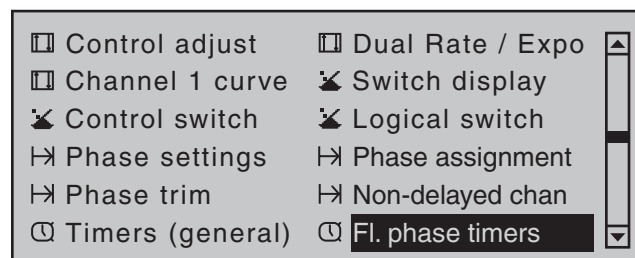 Control adjust Dual Rate / Expo
Channel 1 curve Switch display
Control switch Logical switch
Phase settings Phase assignment
Phase trim Non-delayed chan
Timers (general) Fl. phase timers